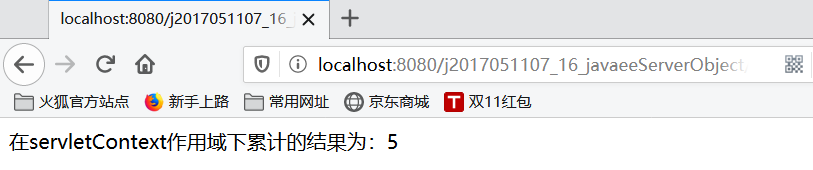 localhost:8080/j2017051107_16_j
localhost:8080/j2017051107_16_javaeeServerObject/
火狐官方站点 新手上路 常用网址 京东商城 T 双11红包
在servletContext作用域下累计的结果为：5